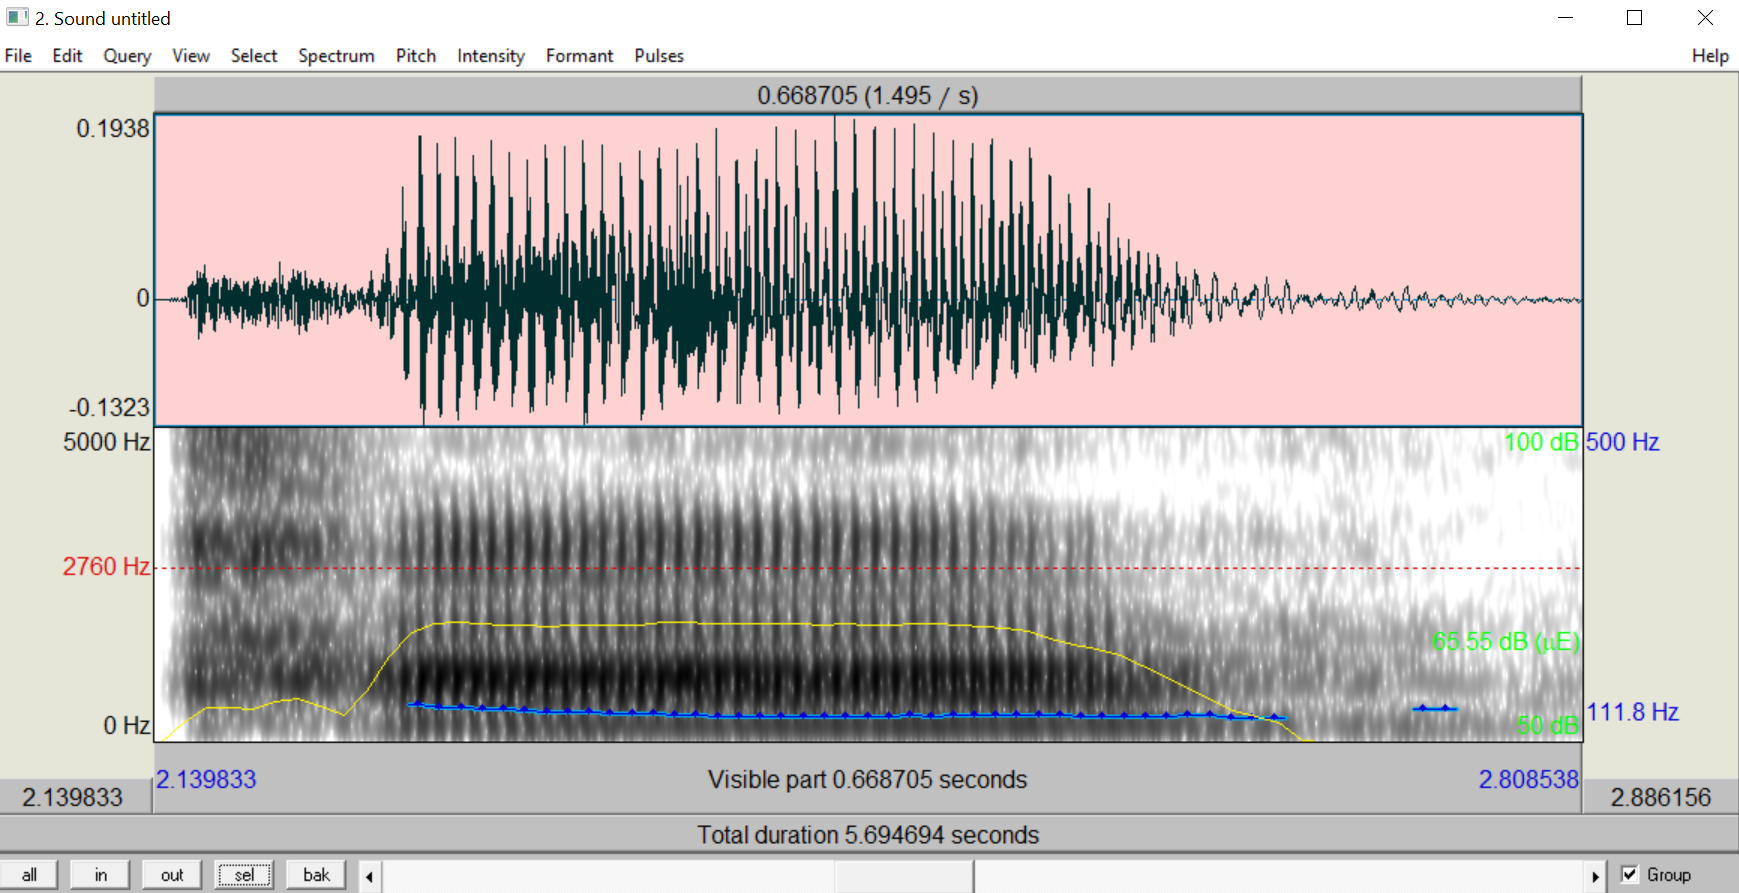 2. Sound untitled
File Edit Query View Select Spectrum Pitch Intensity Formant Pulses Help
0.668705 (1.495 / s)
0.1938
0
-0.1323
5000 Hz 100 dB 500 Hz
2760 Hz
65.55 dB (µE)
111.8 Hz
0 Hz 50 dB
2.139833 Visible part 0.668705 seconds 2.808538
2.139833 2.886156
Total duration 5.694694 seconds
all in out sel bak Group